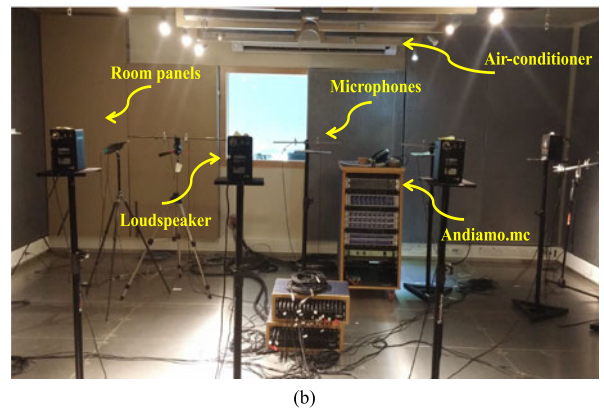 Air-conditioner
Room panels
Microphones
Loudspeaker
Andiamo.mc
(b)